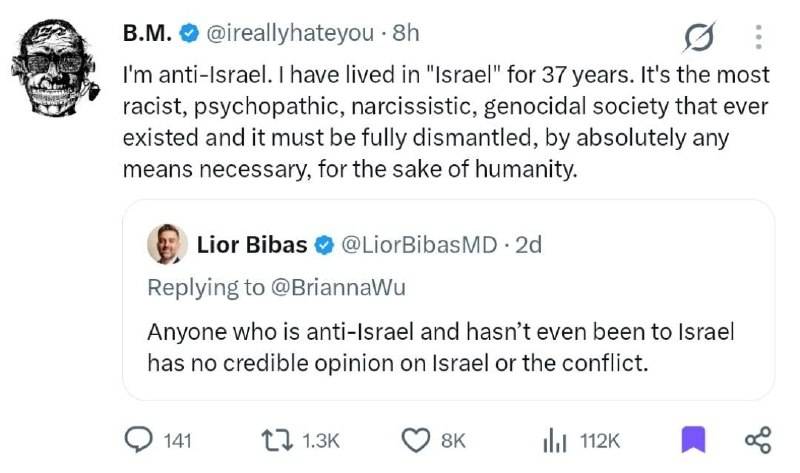 B.M. @ireallyhateyou · 8h
I'm anti-Israel. I have lived in "Israel" for 37 years. It's the most
racist, psychopathic, narcissistic, genocidal society that ever
existed and it must be fully dismantled, by absolutely any
means necessary, for the sake of humanity.
Lior Bibas @LiorBibasMD · 2d
Replying to @BriannaWu
Anyone who is anti-Israel and hasn’t even been to Israel
has no credible opinion on Israel or the conflict.
141 1.3K 8K 112K